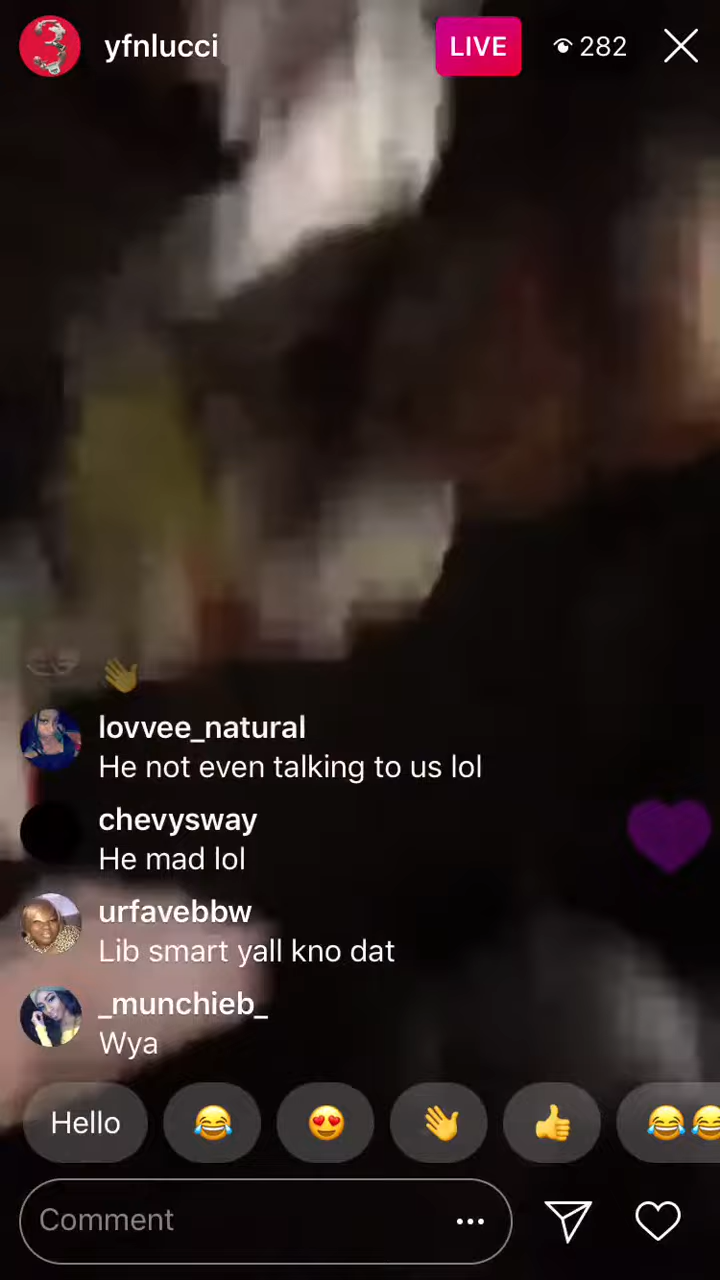 yfnlucci
LIVE
282
👋
lovvee_natural
He not even talking to us lol
chevysway
He mad lol
urfavebbw
Lib smart yall kno dat
_munchieb_
Wya
Hello 😂 😍 👋 👍 😂😂
Comment